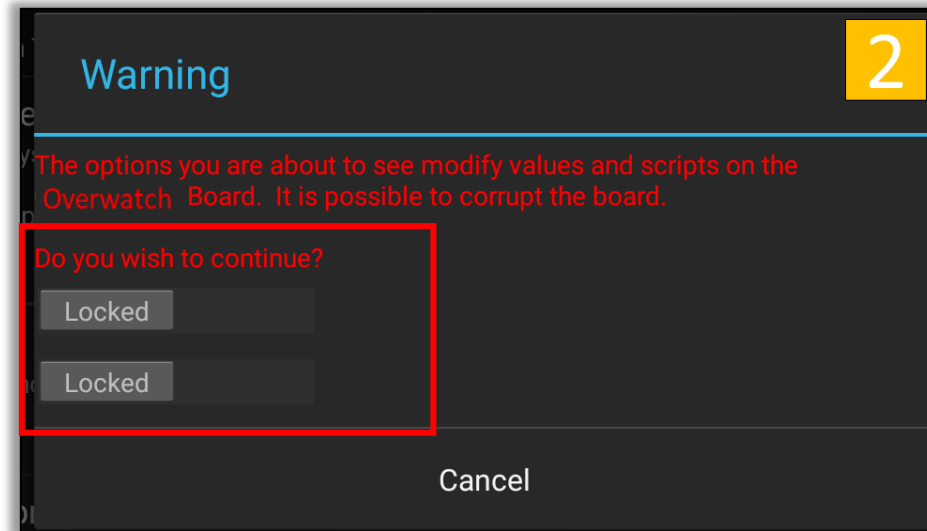 Warning
2
The options you are about to see modify values and scripts on the
Overwatch Board. It is possible to corrupt the board.
Do you wish to continue?
Locked
Locked
Cancel